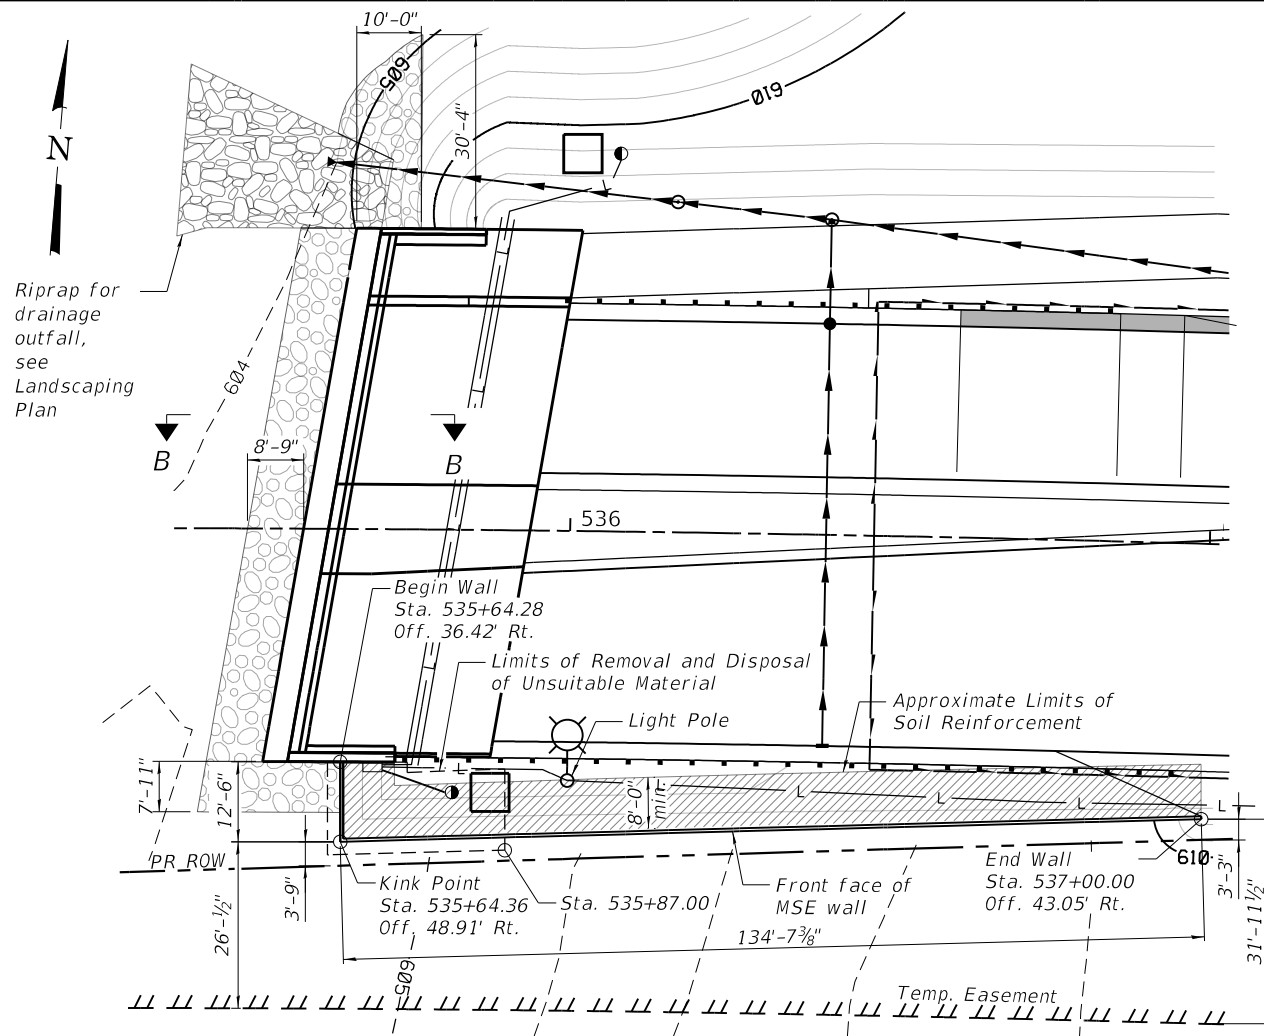 10'-0"
605
610
30'-4"
N
Riprap for
drainage
outfall,
see
Landscaping
Plan
604
B
B
8'-9"
536
Begin Wall
Sta. 535+64.28
Off. 36.42' Rt.
Limits of Removal and Disposal
of Unsuitable Material
Light Pole
Approximate Limits of
Soil Reinforcement
7'-11"
12'-6"
8'-0"
min.
L
L
L
L
L
L
PR ROW
3'-9"
26'-½"
Kink Point
Sta. 535+64.36
Off. 48.91' Rt.
Sta. 535+87.00
Front face of
MSE wall
End Wall
Sta. 537+00.00
Off. 43.05' Rt.
610
3'-3"
31'-11½"
134'-7⅜"
605
Temp. Easement